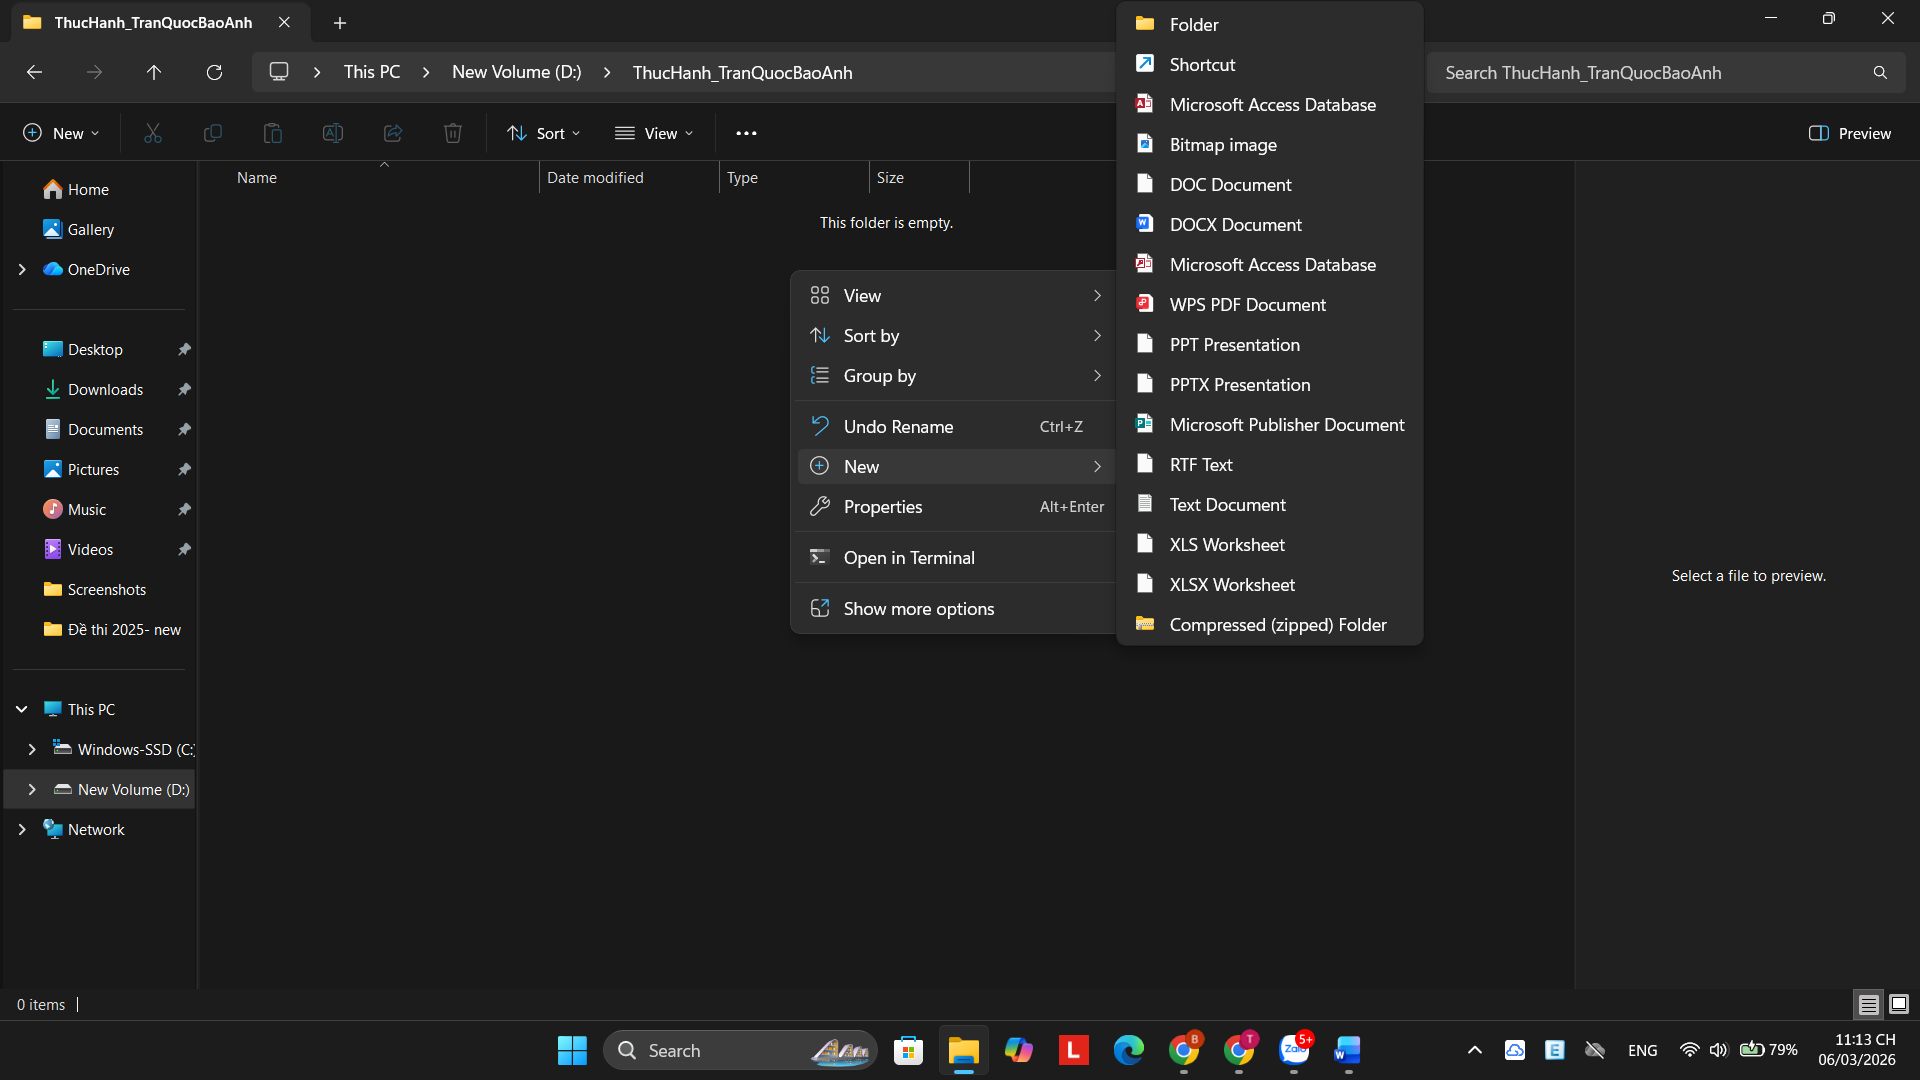 ThucHanh_TranQuocBaoAnh
This PC
New Volume (D:)
ThucHanh_TranQuocBaoAnh
Search ThucHanh_TranQuocBaoAnh
New
Sort
View
Preview
Name
Date modified
Type
Size
This folder is empty.
Home
Gallery
OneDrive
Desktop
Downloads
Documents
Pictures
Music
Videos
Screenshots
Đề thi 2025- new
This PC
Windows-SSD (C:)
New Volume (D:)
Network
View
Sort by
Group by
Undo Rename Ctrl+Z
New
Properties Alt+Enter
Open in Terminal
Show more options
Folder
Shortcut
Microsoft Access Database
Bitmap image
DOC Document
DOCX Document
Microsoft Access Database
WPS PDF Document
PPT Presentation
PPTX Presentation
Microsoft Publisher Document
RTF Text
Text Document
XLS Worksheet
XLSX Worksheet
Compressed (zipped) Folder
Select a file to preview.
0 items
Search
L
B
T
Zalo
5+
W
E
ENG
79%
11:13 CH
06/03/2026